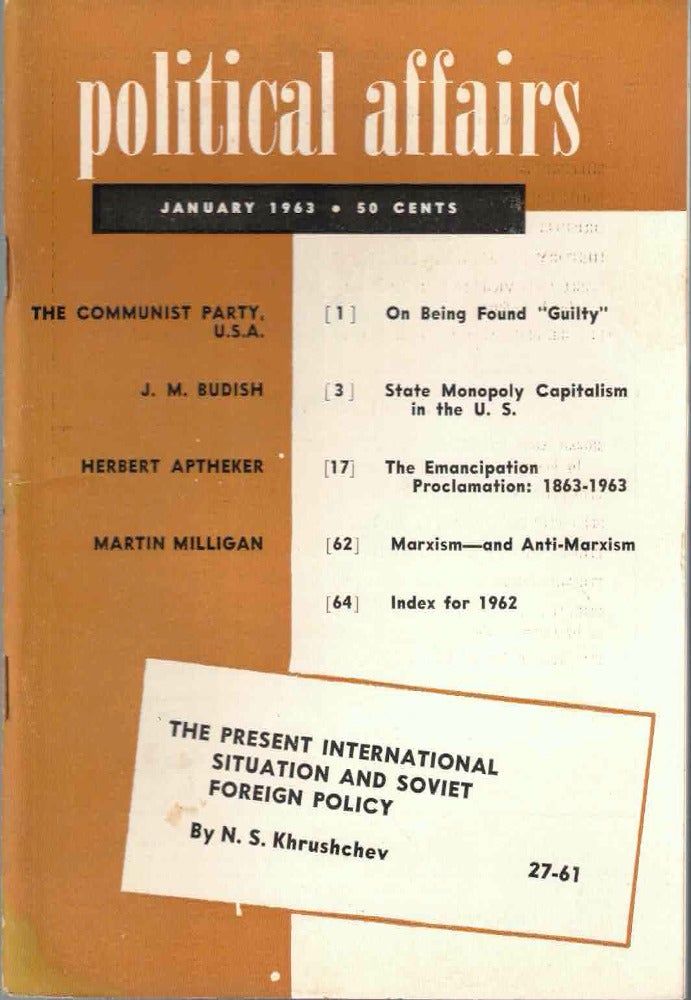 political affairs
JANUARY 1963 • 50 CENTS
THE COMMUNIST PARTY, [1] On Being Found "Guilty"
U.S.A.
J. M. BUDISH [3] State Monopoly Capitalism
in the U. S.
HERBERT APTHEKER [17] The Emancipation
Proclamation: 1863-1963
MARTIN MILLIGAN [62] Marxism—and Anti-Marxism
[64] Index for 1962
THE PRESENT INTERNATIONAL
SITUATION AND SOVIET
FOREIGN POLICY
By N. S. Khrushchev
27-61